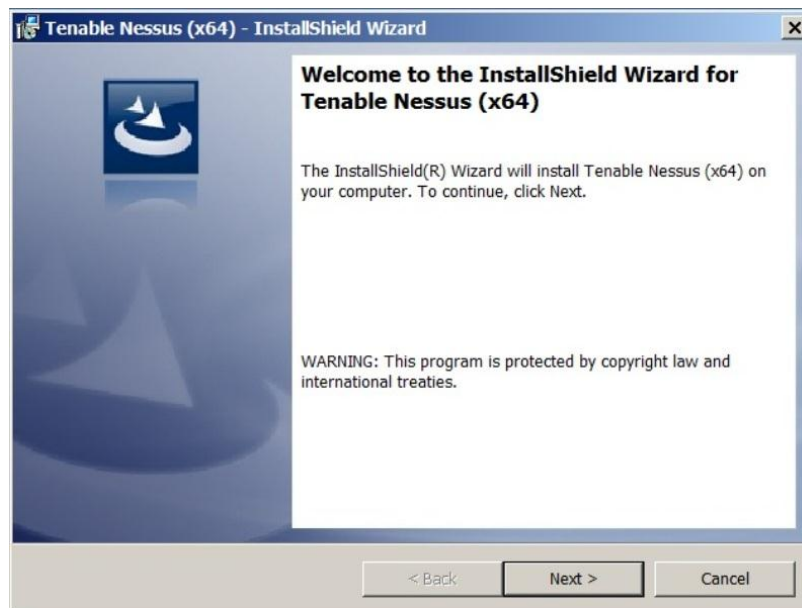 Tenable Nessus (x64) - InstallShield Wizard
Welcome to the InstallShield Wizard for
Tenable Nessus (x64)
The InstallShield(R) Wizard will install Tenable Nessus (x64) on
your computer. To continue, click Next.
WARNING: This program is protected by copyright law and
international treaties.
< Back
Next >
Cancel